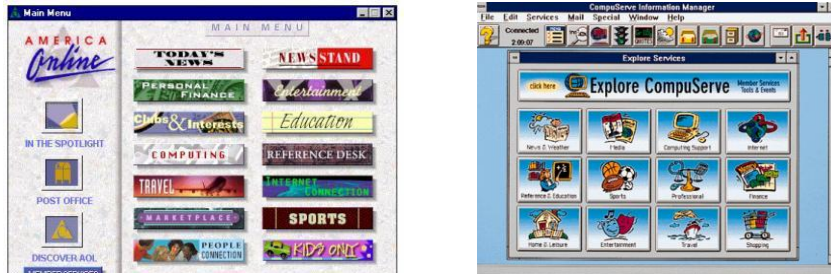 Main Menu
MAIN MENU
AMERICA
Online
IN THE SPOTLIGHT
POST OFFICE
DISCOVER AOL
MEMBER SERVICES
TODAY'S NEWS
NEWSSTAND
PERSONAL FINANCE
Entertainment
Clubs & Interests
Education
COMPUTING
REFERENCE DESK
TRAVEL
INTERNET CONNECTION
MARKETPLACE
SPORTS
PEOPLE CONNECTION
KIDS ONLY
CompuServe Information Manager
File Edit Services Mail Special Window Help
Connected
2:09:07
Explore Services
click here
Explore CompuServe
Member Services
Tools & Events
News & Weather
Media
Computing Support
Internet
Reference & Education
Sports
Professional
Finance
Home & Leisure
Entertainment
Travel
Shopping